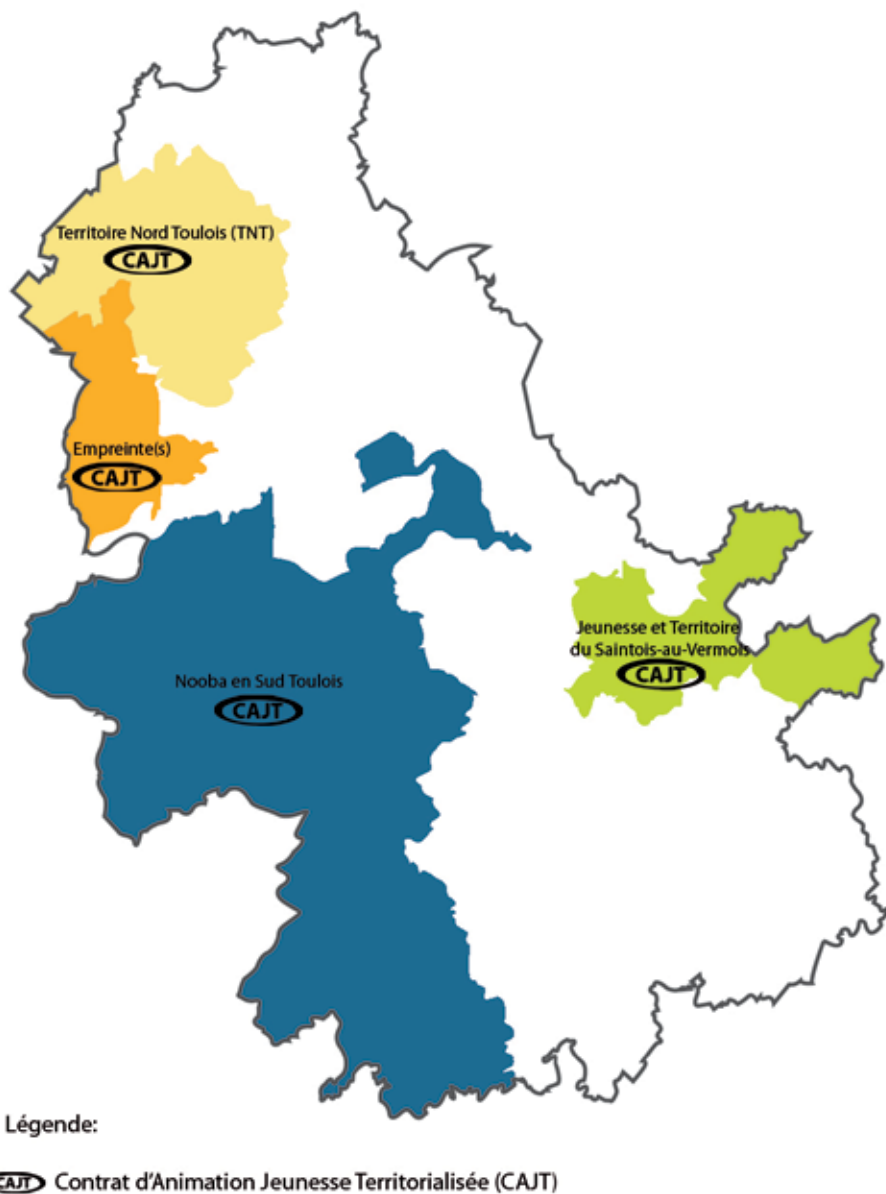 Territoire Nord Toulois (TNT)
CAJT
Empreinte(s)
CAJT
Nooba en Sud Toulois
CAJT
Jeunesse et Territoire
du Saintois-au-Vermois
CAJT
Légende:
CAJT Contrat d'Animation Jeunesse Territorialisée (CAJT)